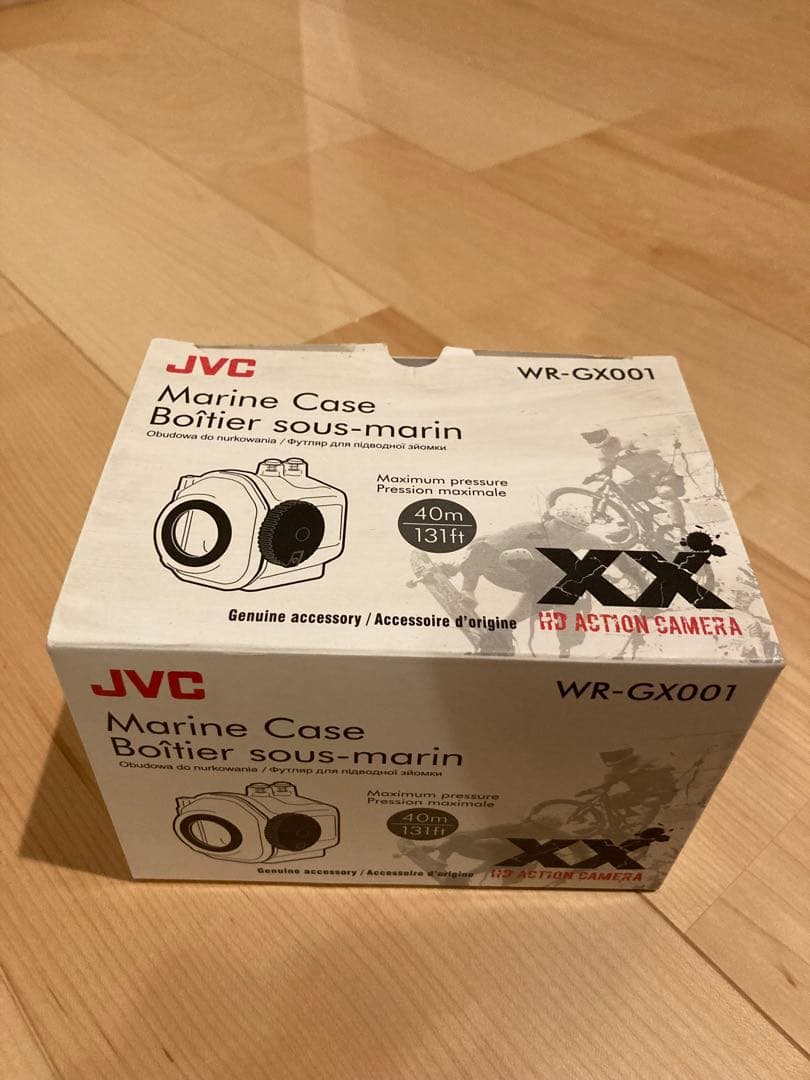 JVC
WR-GX001
Marine Case
Boîtier sous-marin
Obudowa do nurkowania / Футляр для підводної зйомки
Maximum pressure
Pression maximale
40m
131ft
XX
HD ACTION CAMERA
Genuine accessory / Accessoire d'origine
JVC
WR-GX001
Marine Case
Boîtier sous-marin
Obudowa do nurkowania / Футляр для підводної зйомки
Maximum pressure
Pression maximale
40m
131ft
XX
HD ACTION CAMERA
Genuine accessory / Accessoire d'origine